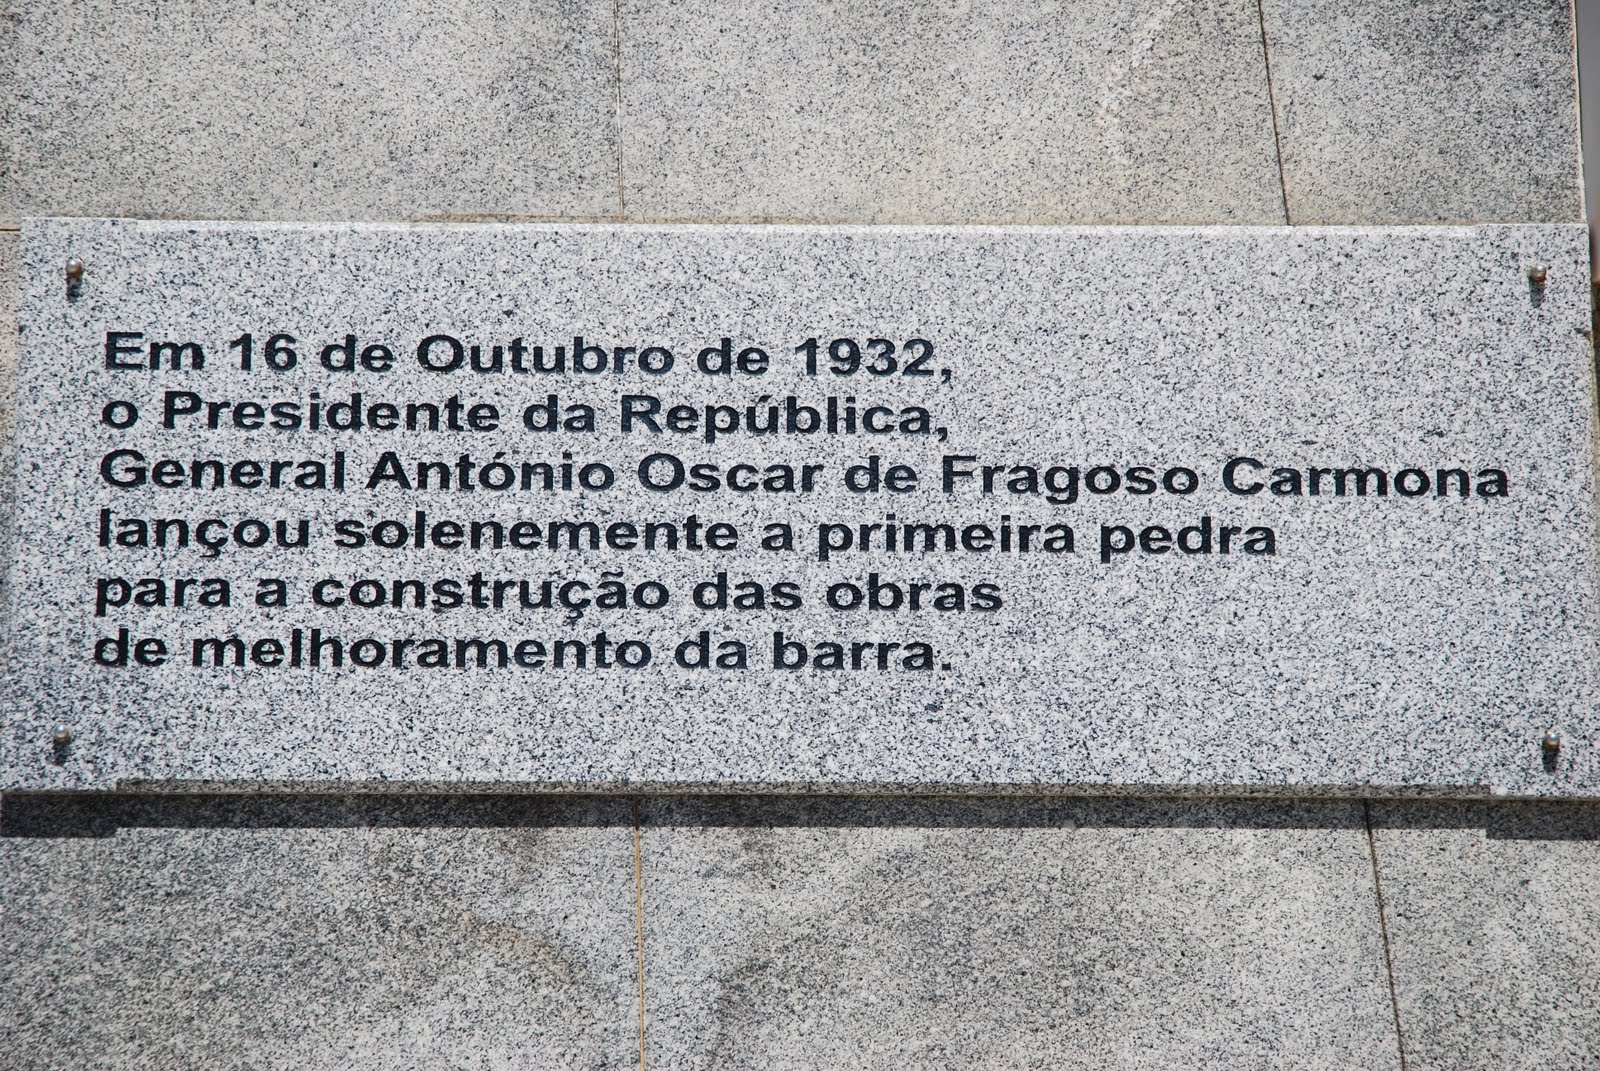 Em 16 de Outubro de 1932,
o Presidente da República,
General António Oscar de Fragoso Carmona
lançou solenemente a primeira pedra
para a construção das obras
de melhoramento da barra.